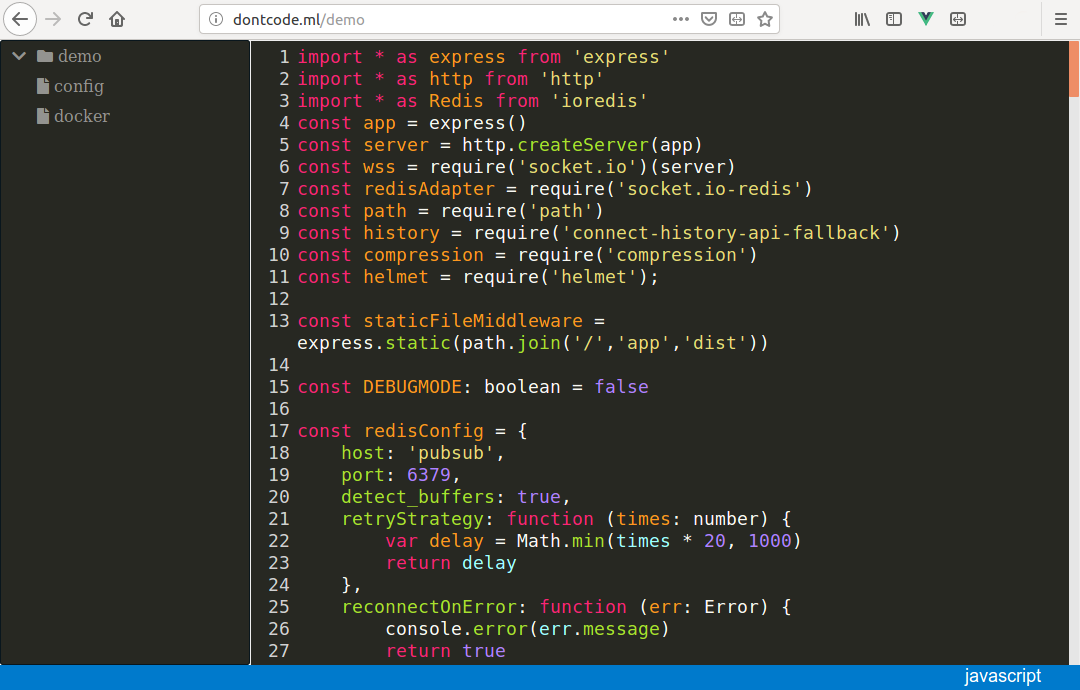 dontcode.ml/demo
demo
config
docker
1 import * as express from 'express'
2 import * as http from 'http'
3 import * as Redis from 'ioredis'
4 const app = express()
5 const server = http.createServer(app)
6 const wss = require('socket.io')(server)
7 const redisAdapter = require('socket.io-redis')
8 const path = require('path')
9 const history = require('connect-history-api-fallback')
10 const compression = require('compression')
11 const helmet = require('helmet');
12
13 const staticFileMiddleware =
express.static(path.join('/','app','dist'))
14
15 const DEBUGMODE: boolean = false
16
17 const redisConfig = {
18     host: 'pubsub',
19     port: 6379,
20     detect_buffers: true,
21     retryStrategy: function (times: number) {
22         var delay = Math.min(times * 20, 1000)
23         return delay
24     },
25     reconnectOnError: function (err: Error) {
26         console.error(err.message)
27         return true
javascript